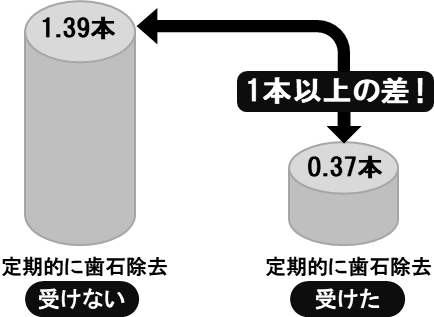 1.39本
1本以上の差!
0.37本
定期的に歯石除去
受けない
定期的に歯石除去
受けた